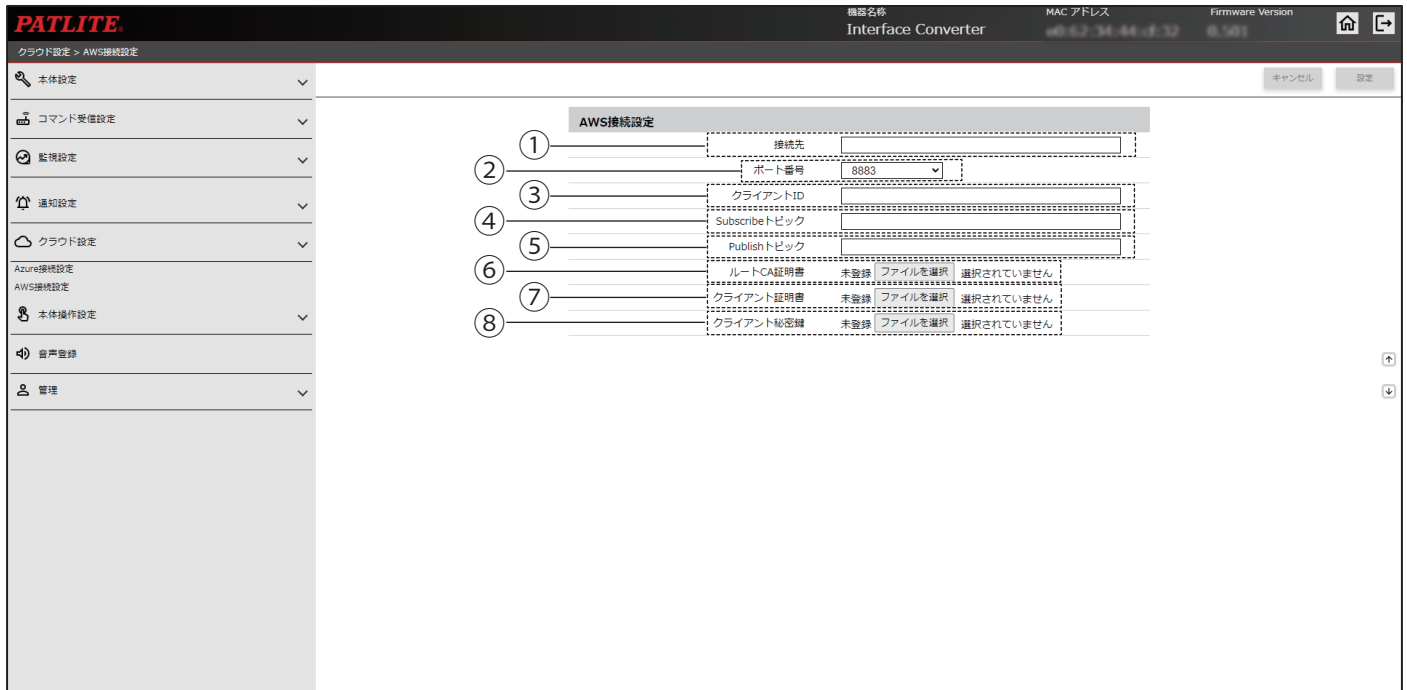 PATLITE®
機器名称
Interface Converter
MAC アドレス
Firmware Version
クラウド設定 > AWS接続設定
本体設定
コマンド受信設定
監視設定
通知設定
クラウド設定
Azure接続設定
AWS接続設定
本体操作設定
音声登録
管理
キャンセル 設定
AWS接続設定
① 接続先
② ポート番号 8883
③ クライアントID
④ Subscribeトピック
⑤ Publishトピック
⑥ ルートCA証明書 未登録 ファイルを選択 選択されていません
⑦ クライアント証明書 未登録 ファイルを選択 選択されていません
⑧ クライアント秘密鍵 未登録 ファイルを選択 選択されていません